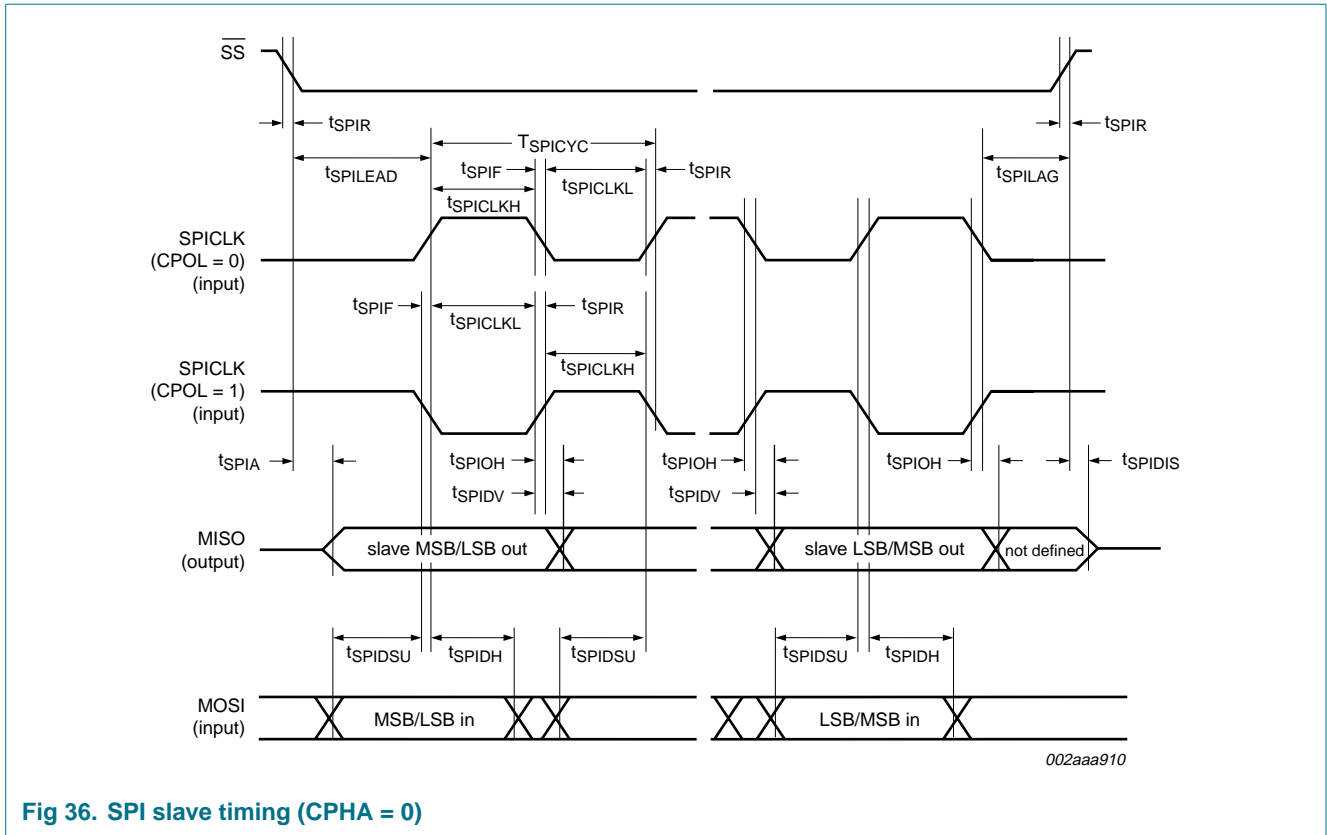 SS
tSPIR
tSPIR
TSPICYC
tSPILEAD
tSPIF
tSPICLKL
tSPIR
tSPILAG
tSPICLKH
SPICLK
(CPOL = 0)
(input)
tSPIF
tSPICLKL
tSPIR
tSPICLKH
SPICLK
(CPOL = 1)
(input)
tSPIA
tSPIOH
tSPIOH
tSPIOH
tSPIDIS
tSPIDV
tSPIDV
MISO
(output)
slave MSB/LSB out
slave LSB/MSB out
not defined
tSPIDSU
tSPIDH
tSPIDSU
tSPIDSU
tSPIDH
MOSI
(input)
MSB/LSB in
LSB/MSB in
002aaa910
Fig 36. SPI slave timing (CPHA = 0)